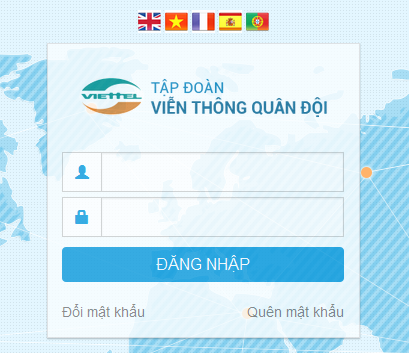 VIETTEL
TẬP ĐOÀN
VIỄN THÔNG QUÂN ĐỘI
ĐĂNG NHẬP
Đổi mật khẩu
Quên mật khẩu